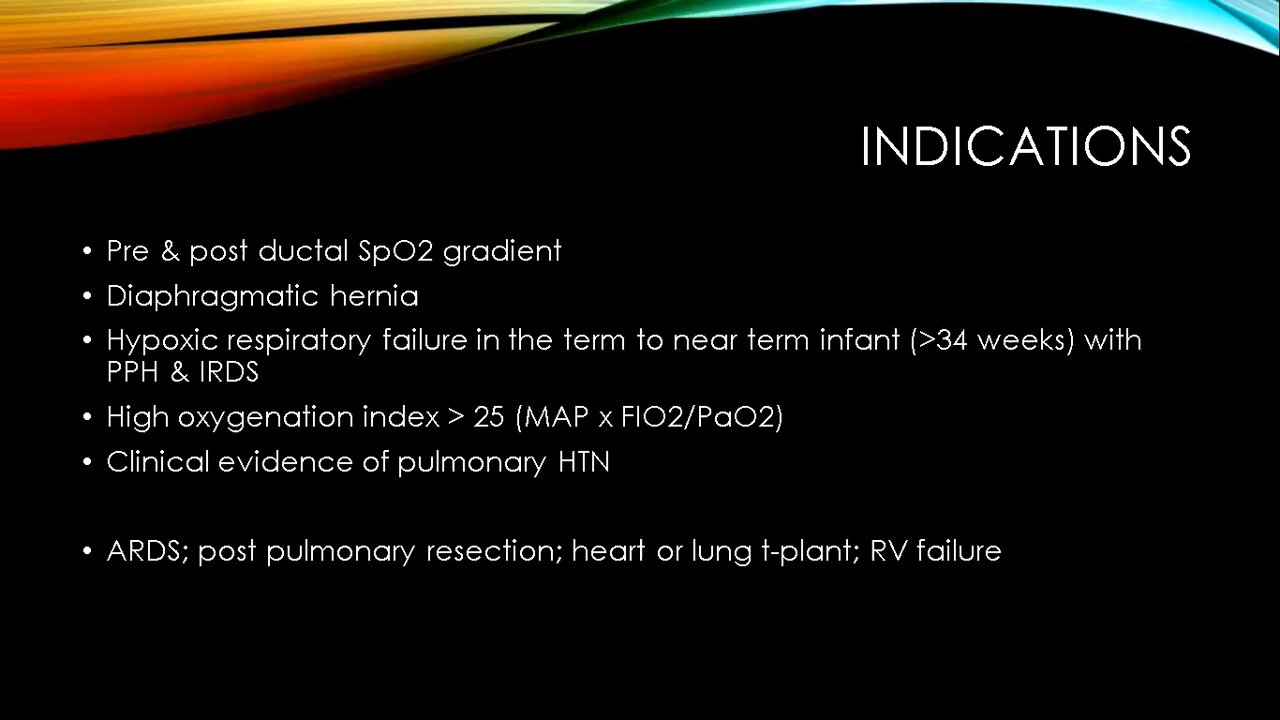 INDICATIONS
• Pre & post ductal SpO2 gradient
• Diaphragmatic hernia
• Hypoxic respiratory failure in the term to near term infant (>34 weeks) with
PPH & IRDS
• High oxygenation index > 25 (MAP x FIO2/PaO2)
• Clinical evidence of pulmonary HTN
• ARDS; post pulmonary resection; heart or lung t-plant; RV failure